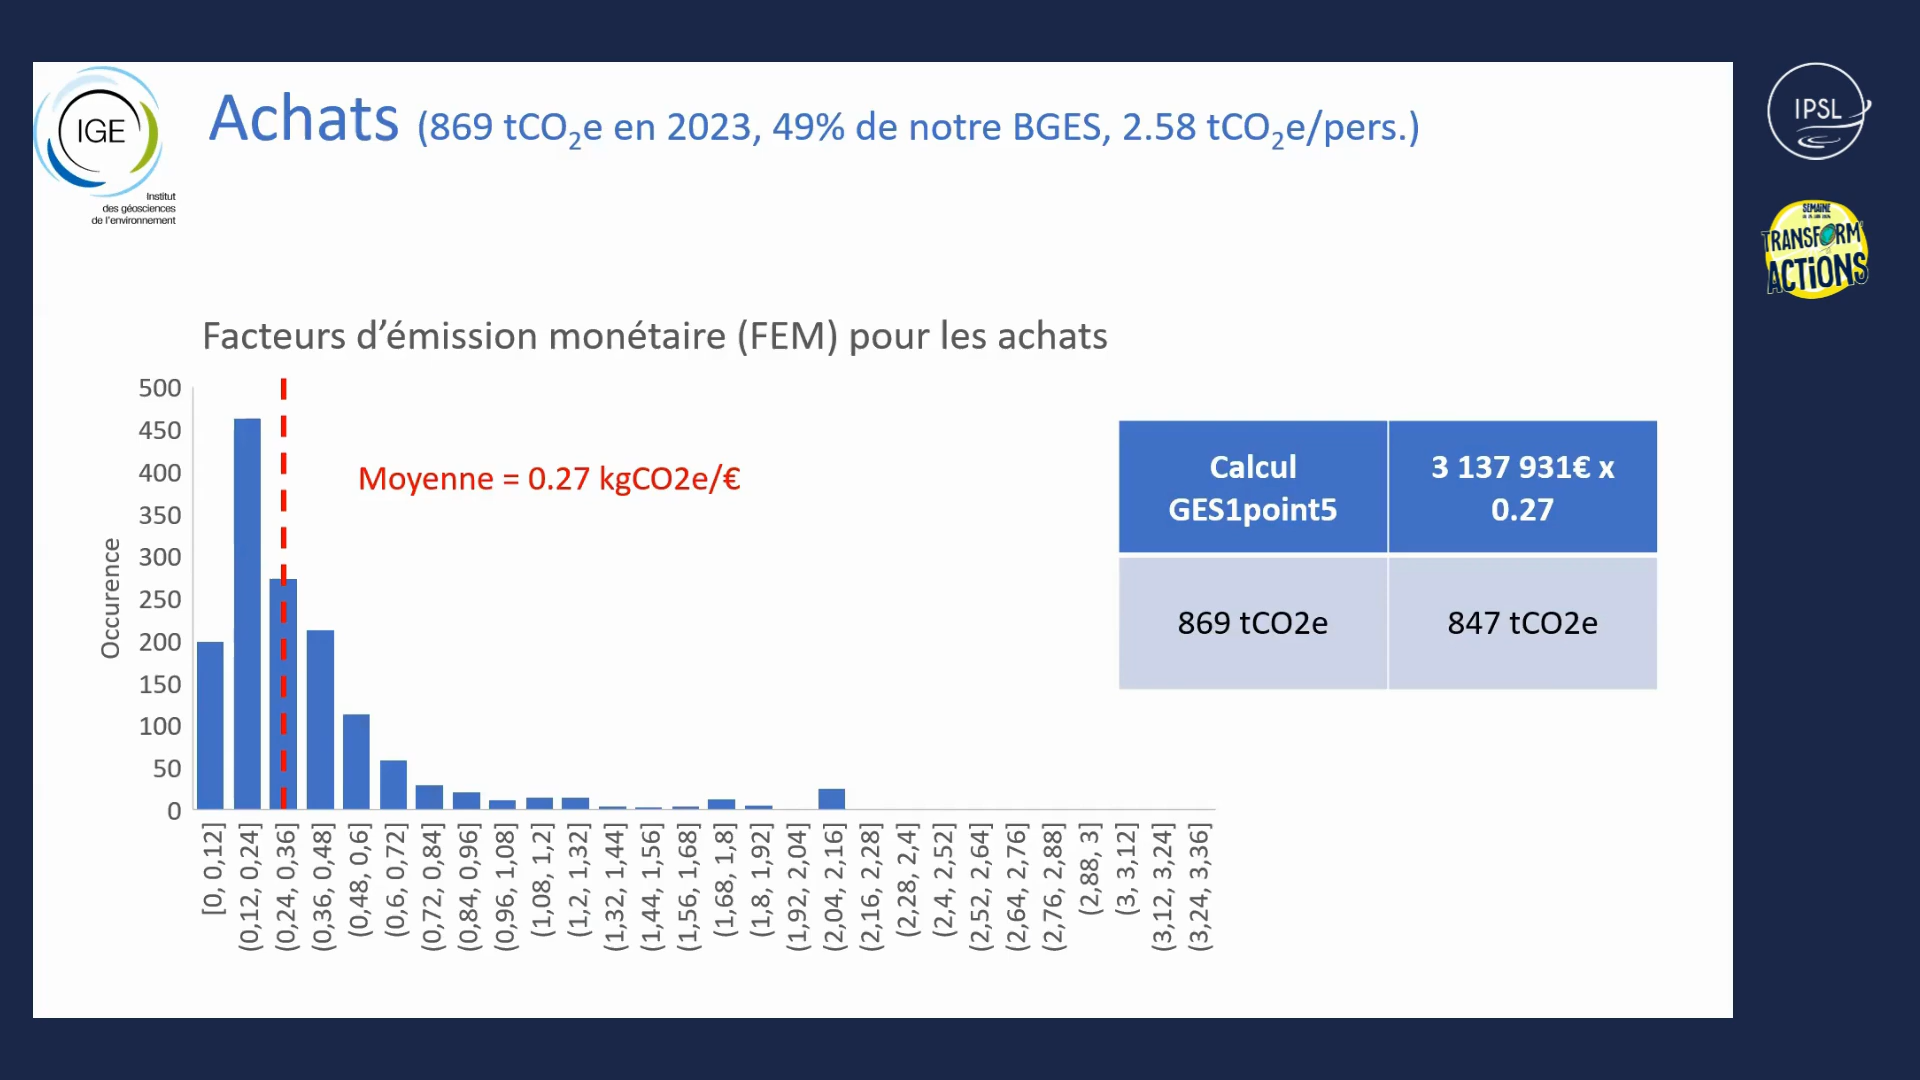 IGE
Institut
des géosciences
de l'environnement
Achats (869 tCO₂e en 2023, 49% de notre BGES, 2.58 tCO₂e/pers.)
IPSL
SEMAINE
TRANSFORM'
ACTiONS
Facteurs d'émission monétaire (FEM) pour les achats
Moyenne = 0.27 kgCO2e/€
Occurence
500
450
400
350
300
250
200
150
100
50
0
[0, 0,12]
(0,12, 0,24]
(0,24, 0,36]
(0,36, 0,48]
(0,48, 0,6]
(0,6, 0,72]
(0,72, 0,84]
(0,84, 0,96]
(0,96, 1,08]
(1,08, 1,2]
(1,2, 1,32]
(1,32, 1,44]
(1,44, 1,56]
(1,56, 1,68]
(1,68, 1,8]
(1,8, 1,92]
(1,92, 2,04]
(2,04, 2,16]
(2,16, 2,28]
(2,28, 2,4]
(2,4, 2,52]
(2,52, 2,64]
(2,64, 2,76]
(2,76, 2,88]
(2,88, 3]
(3, 3,12]
(3,12, 3,24]
(3,24, 3,36]
Calcul
GES1point5
3 137 931€ x
0.27
869 tCO2e
847 tCO2e